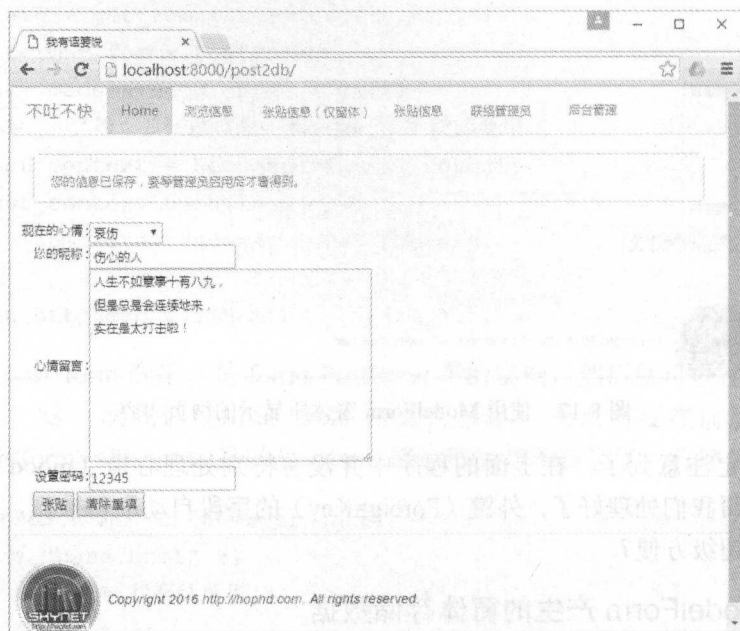 我有话要说
localhost:8000/post2db/
不吐不快 Home 浏览信息 张贴信息（仅窗体） 张贴信息 联络管理员 后台管理
您的信息已保存，要等管理员启用后才看得到。
现在的心情: 哀伤
您的昵称: 伤心的人
人生不如意事十有八九，
但是总是会连续地来，
实在是太打击啦！
心情留言:
设置密码: 12345
张贴 清除重填
SKYNET
http://hophd.com
Copyright 2016 http://hophd.com. All rights reserved.